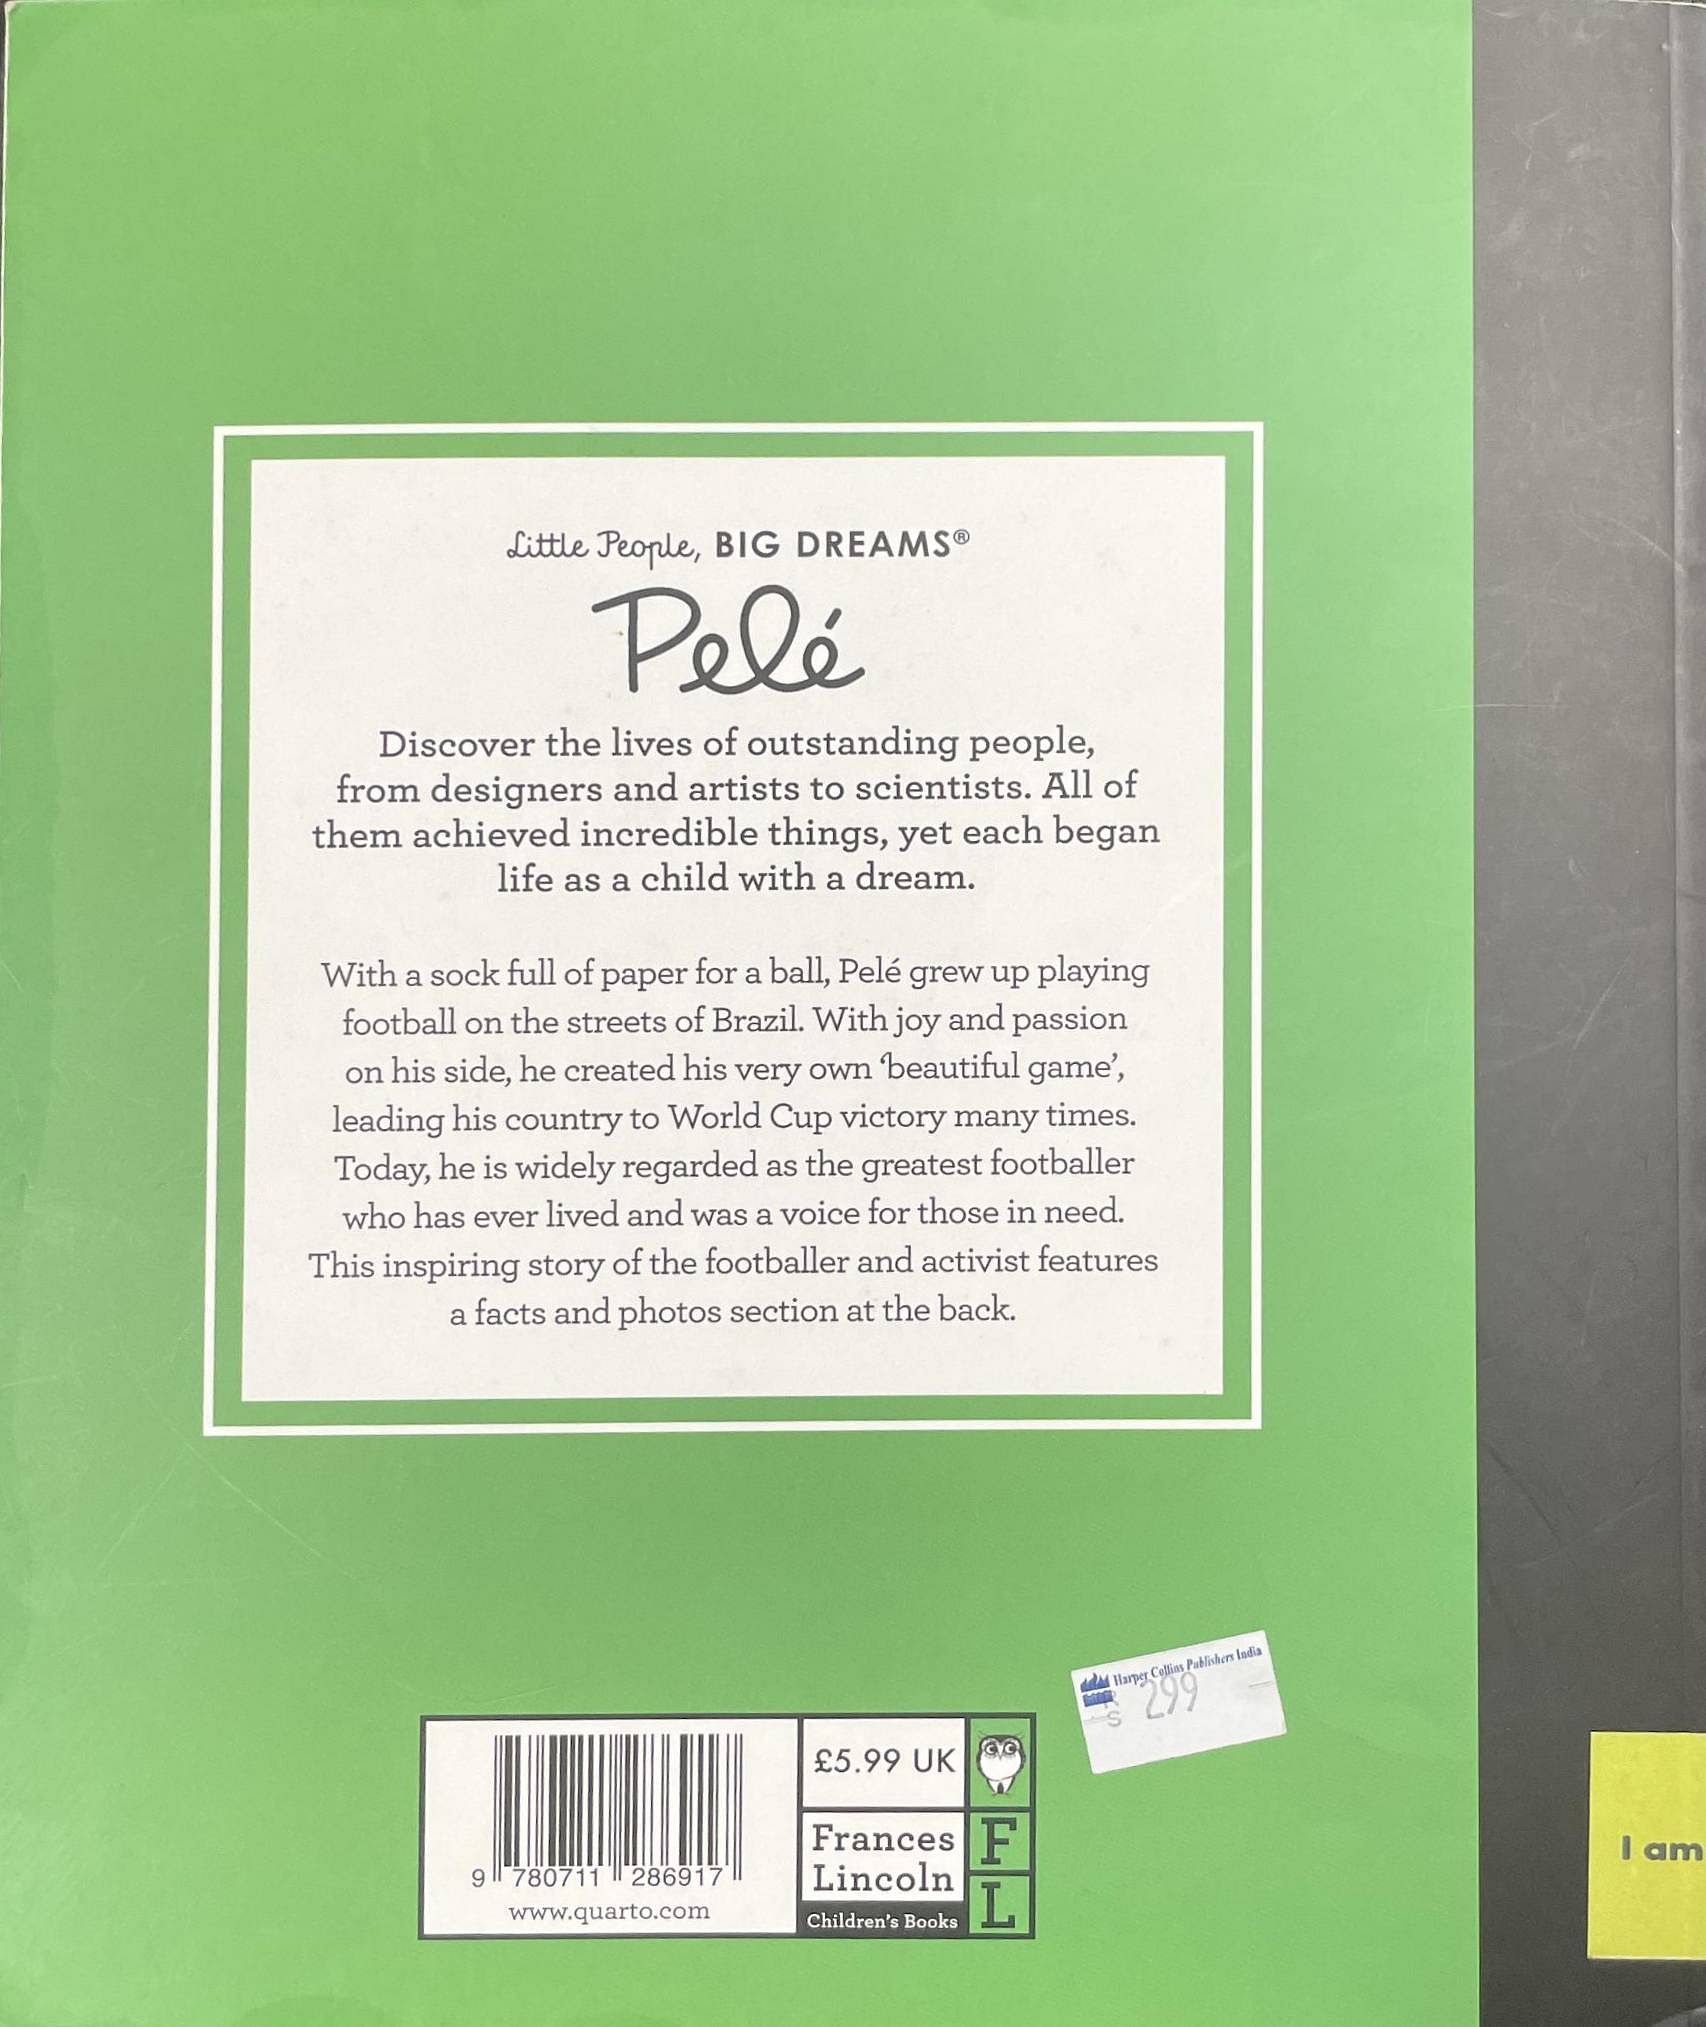 Little People, BIG DREAMS®
Pelé
Discover the lives of outstanding people,
from designers and artists to scientists. All of
them achieved incredible things, yet each began
life as a child with a dream.
With a sock full of paper for a ball, Pelé grew up playing
football on the streets of Brazil. With joy and passion
on his side, he created his very own ‘beautiful game’,
leading his country to World Cup victory many times.
Today, he is widely regarded as the greatest footballer
who has ever lived and was a voice for those in need.
This inspiring story of the footballer and activist features
a facts and photos section at the back.
Harper Collins Publishers India
RS 299
9 780711 286917
www.quarto.com
£5.99 UK
Frances
Lincoln
Children's Books
F
L
I am